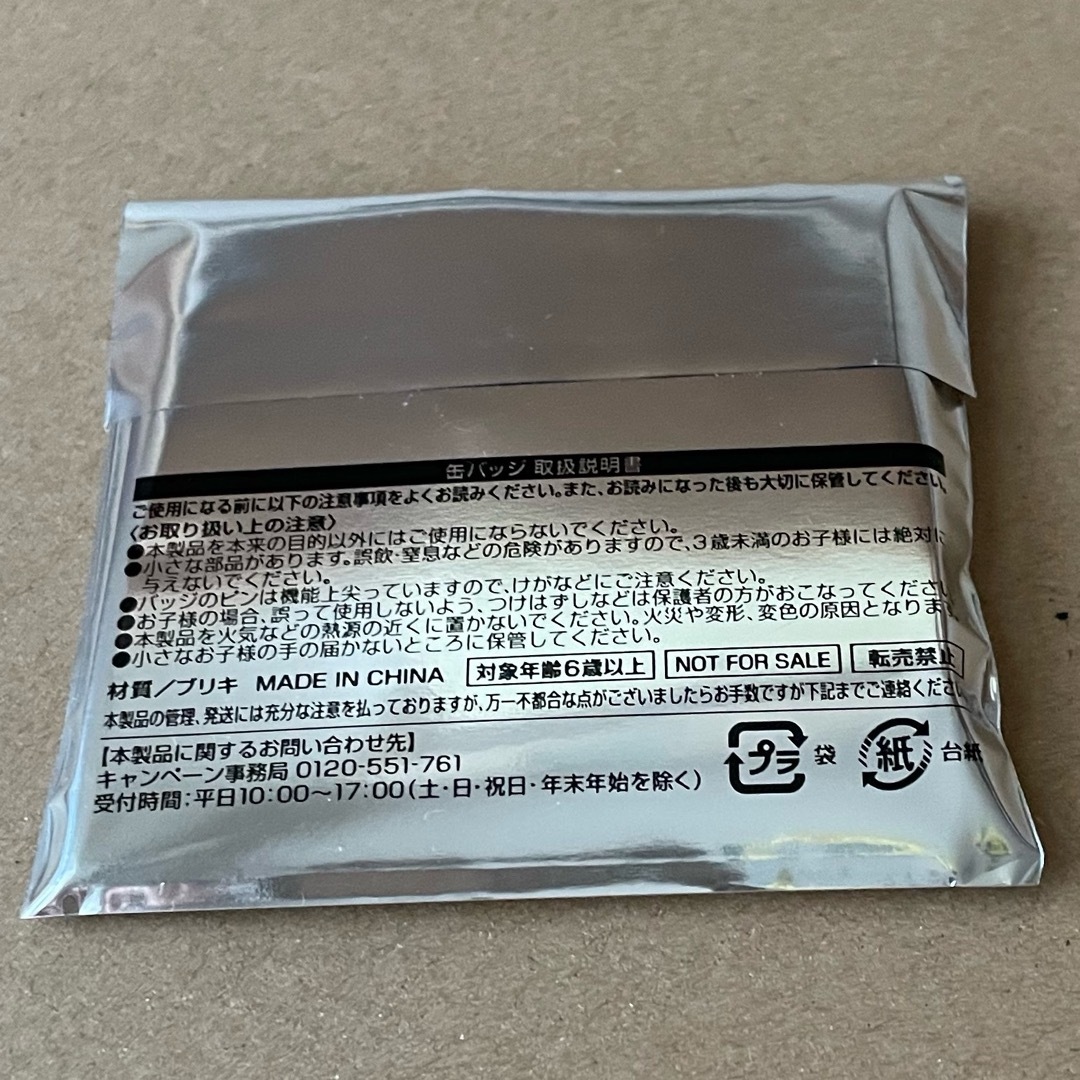 缶バッジ 取扱説明書
ご使用になる前に以下の注意事項をよくお読みください。また、お読みになった後も大切に保管してください。
〈お取り扱い上の注意〉
●本製品を本来の目的以外にはご使用にならないでください。
●小さな部品があります。誤飲・窒息などの危険がありますので、3歳未満のお子様には絶対に
与えないでください。
●バッジのピンは機能上尖っていますので、けがなどにご注意ください。
●お子様の場合、誤って使用しないよう、つけはずしなどは保護者の方がおこなってください
●本製品を火気などの熱源の近くに置かないでください。火災や変形、変色の原因となります。
●小さなお子様の手の届かないところに保管してください。
材質／ブリキ MADE IN CHINA 対象年齢6歳以上 NOT FOR SALE 転売禁止
本製品の管理、発送には充分な注意を払っておりますが、万一不都合な点がございましたらお手数ですが下記までご連絡ください。
【本製品に関するお問い合わせ先】
キャンペーン事務局 0120-551-761
受付時間：平日10:00～17:00（土・日・祝日・年末年始を除く）
プラ 袋 紙 台紙